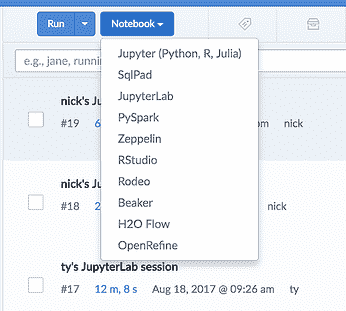 Run Notebook
e.g., jane, runnin
Jupyter (Python, R, Julia)
SqlPad
JupyterLab
PySpark
Zeppelin
RStudio
Rodeo
Beaker
H2O Flow
OpenRefine
nick's Ju
#19 6 pm nick
nick's Ju
#18 2 nick
ty's JupyterLab session
#17 12 m, 8 s Aug 18, 2017 @ 09:26 am ty